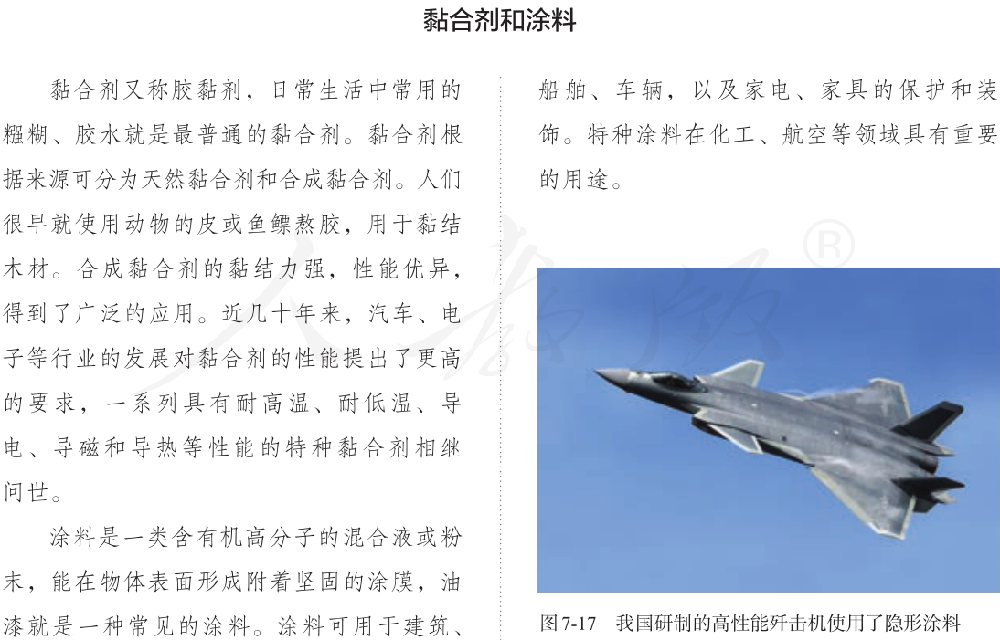 黏合剂和涂料
黏合剂又称胶黏剂，日常生活中常用的
糨糊、胶水就是最普通的黏合剂。黏合剂根
据来源可分为天然黏合剂和合成黏合剂。人们
很早就使用动物的皮或鱼鳔熬胶，用于黏结
木材。合成黏合剂的黏结力强，性能优异，
得到了广泛的应用。近几十年来，汽车、电
子等行业的发展对黏合剂的性能提出了更高
的要求，一系列具有耐高温、耐低温、导
电、导磁和导热等性能的特种黏合剂相继
问世。
涂料是一类含有机高分子的混合液或粉
末，能在物体表面形成附着坚固的涂膜，油
漆就是一种常见的涂料。涂料可用于建筑、
船舶、车辆，以及家电、家具的保护和装
饰。特种涂料在化工、航空等领域具有重要
的用途。
人教版®
图7-17 我国研制的高性能歼击机使用了隐形涂料